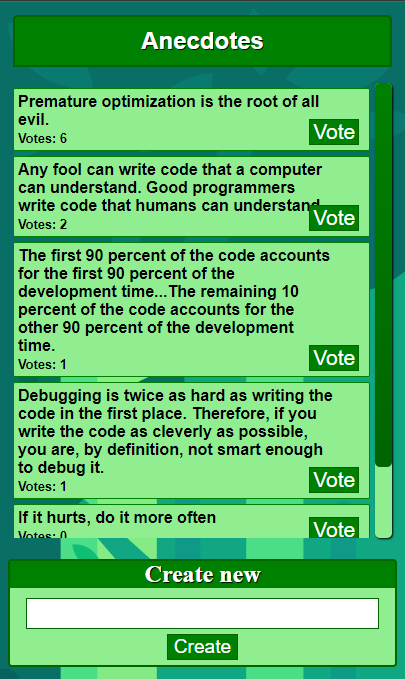 Anecdotes
Premature optimization is the root of all
evil.
Votes: 6
Vote
Any fool can write code that a computer
can understand. Good programmers
write code that humans can understand
Votes: 2
Vote
The first 90 percent of the code accounts
for the first 90 percent of the
development time...The remaining 10
percent of the code accounts for the
other 90 percent of the development
time.
Votes: 1
Vote
Debugging is twice as hard as writing the
code in the first place. Therefore, if you
write the code as cleverly as possible,
you are, by definition, not smart enough
to debug it.
Votes: 1
Vote
If it hurts, do it more often
Votes: 0
Vote
Create new
Create